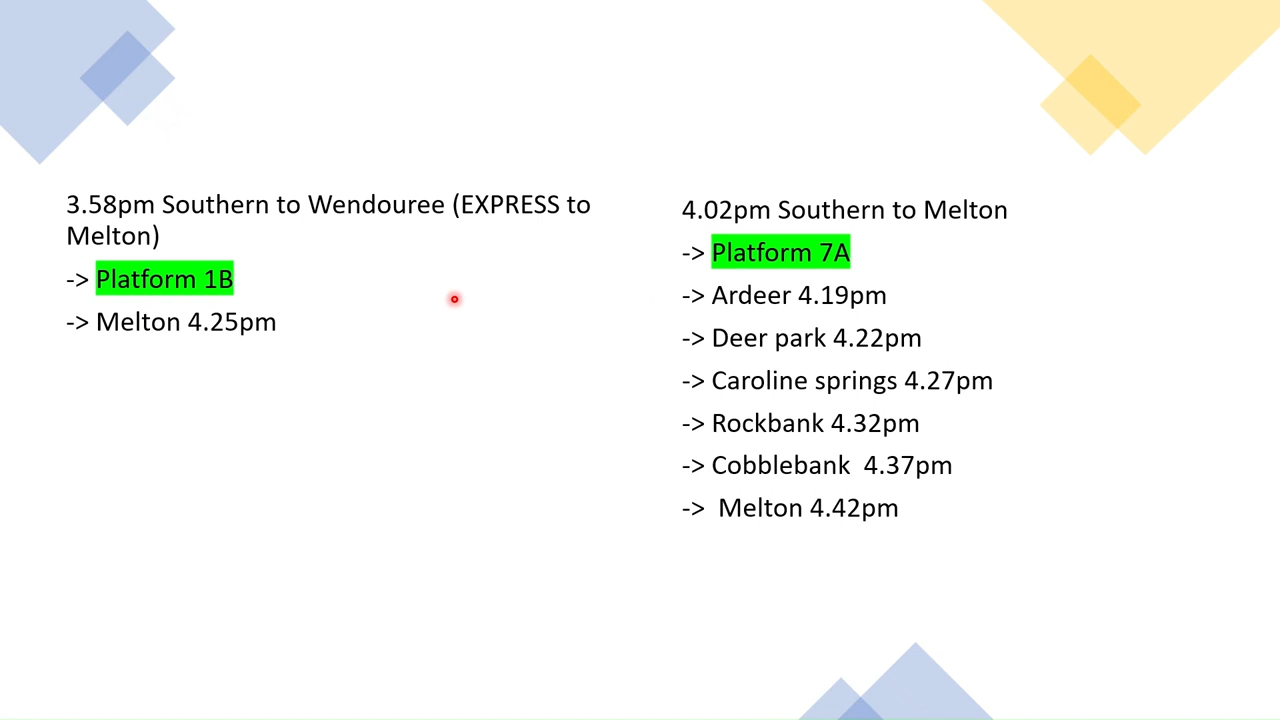 3.58pm Southern to Wendouree (EXPRESS to
Melton)
-> Platform 1B
-> Melton 4.25pm
4.02pm Southern to Melton
-> Platform 7A
-> Ardeer 4.19pm
-> Deer park 4.22pm
-> Caroline springs 4.27pm
-> Rockbank 4.32pm
-> Cobblebank  4.37pm
->  Melton 4.42pm